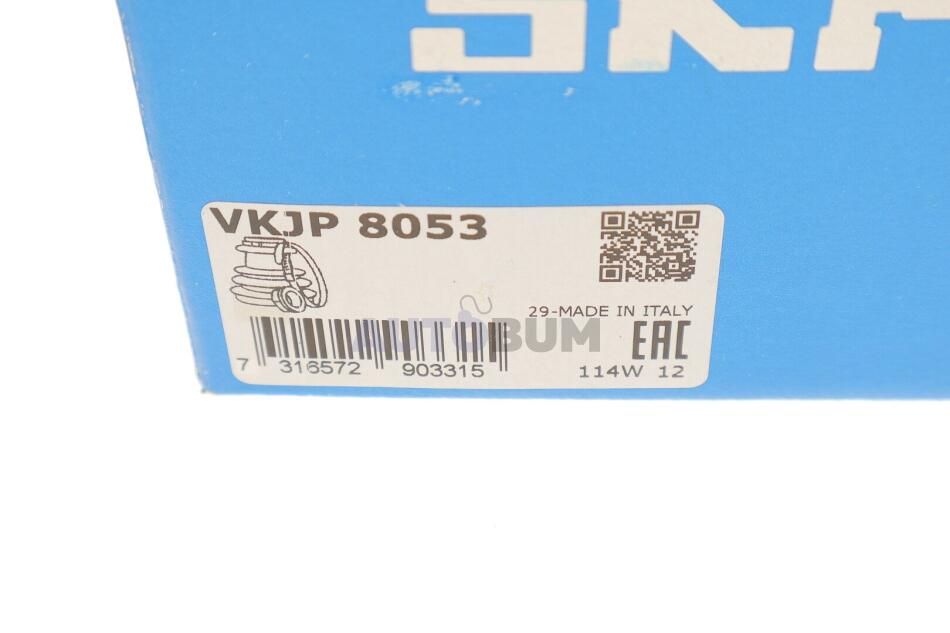 SKF
VKJP 8053
29-MADE IN ITALY
AUTOBUM
EAC
7 316572 903315
114W 12